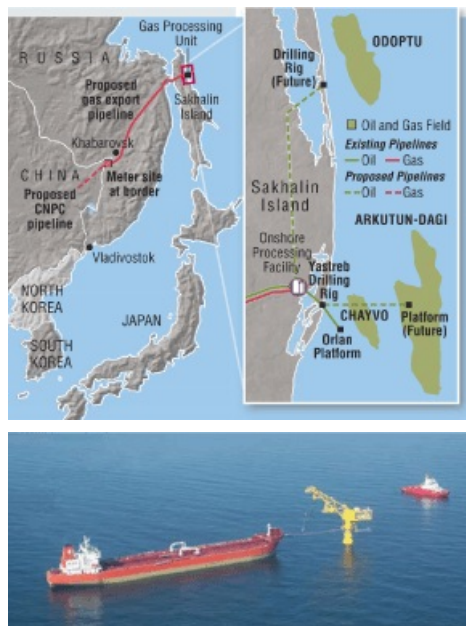 Gas Processing
Unit
RUSSIA
Proposed
gas export
pipeline
Sakhalin
Island
Khabarovsk
CHINA
Meter site
at border
Proposed
CNPC
pipeline
Vladivostok
NORTH
KOREA
JAPAN
SOUTH
KOREA
ODOPTU
Drilling
Rig
(Future)
Oil and Gas Field
Existing Pipelines
Oil Gas
Proposed Pipelines
Oil Gas
Sakhalin
Island
ARKUTUN-DAGI
Onshore
Processing
Facility
Yastreb
Drilling
Rig
CHAYVO
Platform
(Future)
Orlan
Platform